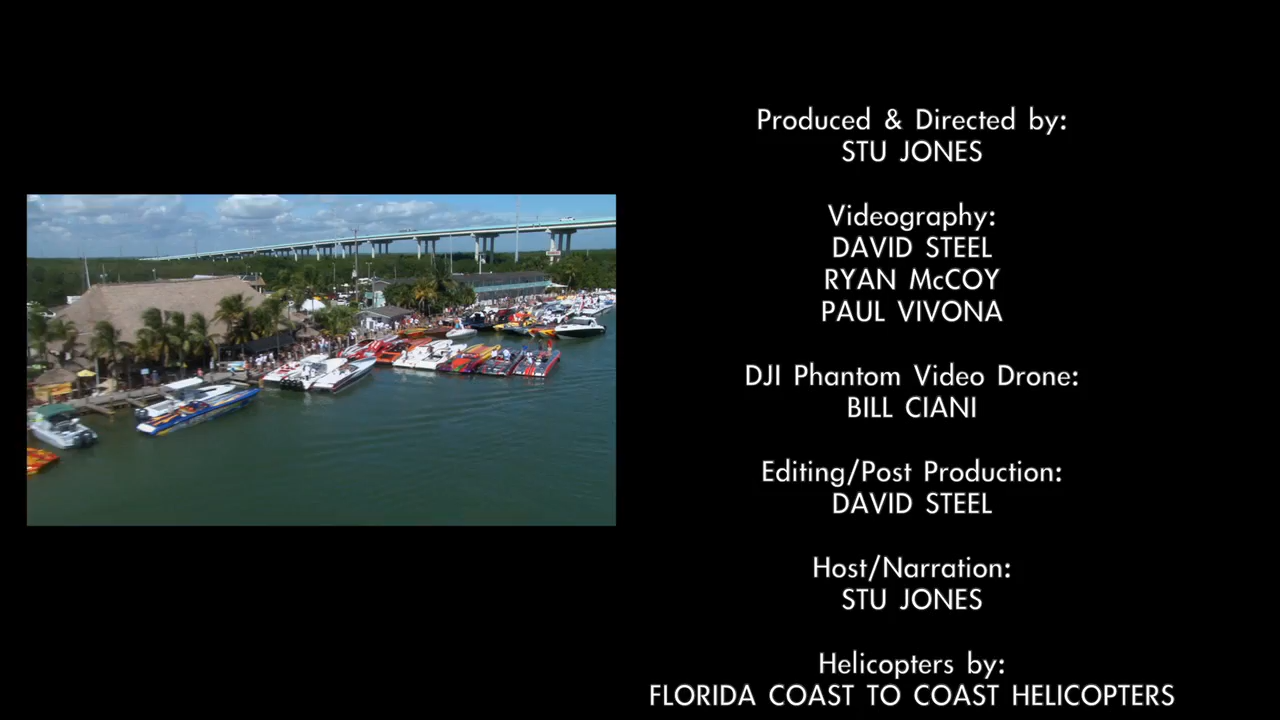 Produced & Directed by:
STU JONES
Videography:
DAVID STEEL
RYAN McCOY
PAUL VIVONA
DJI Phantom Video Drone:
BILL CIANI
Editing/Post Production:
DAVID STEEL
Host/Narration:
STU JONES
Helicopters by:
FLORIDA COAST TO COAST HELICOPTERS